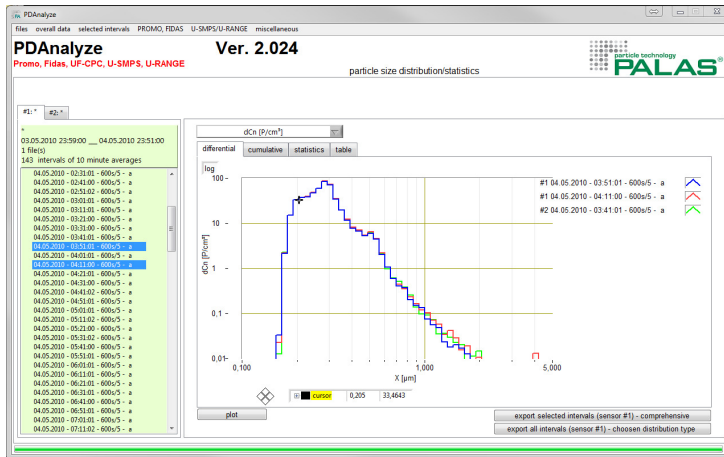 PDAnalyze
files overall data selected intervals PROMO, FIDAS U-SMPS/U-RANGE miscellaneous
PDAnalyze Ver. 2.024
Promo, Fidas, UF-CPC, U-SMPS, U-RANGE
particle size distribution/statistics
particle technology
PALAS®
#1: * #2: *
*
03.05.2010 23:59:00 __ 04.05.2010 23:51:00
1 file(s)
143 intervals of 10 minute averages
04.05.2010 - 02:31:01 - 600s/5 - a
04.05.2010 - 02:41:00 - 600s/5 - a
04.05.2010 - 02:51:02 - 600s/5 - a
04.05.2010 - 03:01:01 - 600s/5 - a
04.05.2010 - 03:11:01 - 600s/5 - a
04.05.2010 - 03:21:00 - 600s/5 - a
04.05.2010 - 03:31:00 - 600s/5 - a
04.05.2010 - 03:41:01 - 600s/5 - a
04.05.2010 - 03:51:01 - 600s/5 - a
04.05.2010 - 04:01:01 - 600s/5 - a
04.05.2010 - 04:11:00 - 600s/5 - a
04.05.2010 - 04:21:01 - 600s/5 - a
04.05.2010 - 04:31:00 - 600s/5 - a
04.05.2010 - 04:41:02 - 600s/5 - a
04.05.2010 - 04:51:01 - 600s/5 - a
04.05.2010 - 05:01:01 - 600s/5 - a
04.05.2010 - 05:11:02 - 600s/5 - a
04.05.2010 - 05:21:00 - 600s/5 - a
04.05.2010 - 05:31:02 - 600s/5 - a
04.05.2010 - 05:41:00 - 600s/5 - a
04.05.2010 - 05:51:01 - 600s/5 - a
04.05.2010 - 06:01:01 - 600s/5 - a
04.05.2010 - 06:11:01 - 600s/5 - a
04.05.2010 - 06:21:01 - 600s/5 - a
04.05.2010 - 06:31:01 - 600s/5 - a
04.05.2010 - 06:41:00 - 600s/5 - a
04.05.2010 - 06:51:01 - 600s/5 - a
04.05.2010 - 07:01:01 - 600s/5 - a
04.05.2010 - 07:11:02 - 600s/5 - a
dCn [P/cm³]
differential cumulative statistics table
log
100
10
1
0,1
0,01
dCn [P/cm³]
0,100 1,000 5,000
X [µm]
#1 04.05.2010 - 03:51:01 - 600s/5 - a
#1 04.05.2010 - 04:11:00 - 600s/5 - a
#2 04.05.2010 - 03:41:01 - 600s/5 - a
cursor 0,205 33,4643
plot
export selected intervals (sensor #1) - comprehensive
export all intervals (sensor #1) - choosen distribution type